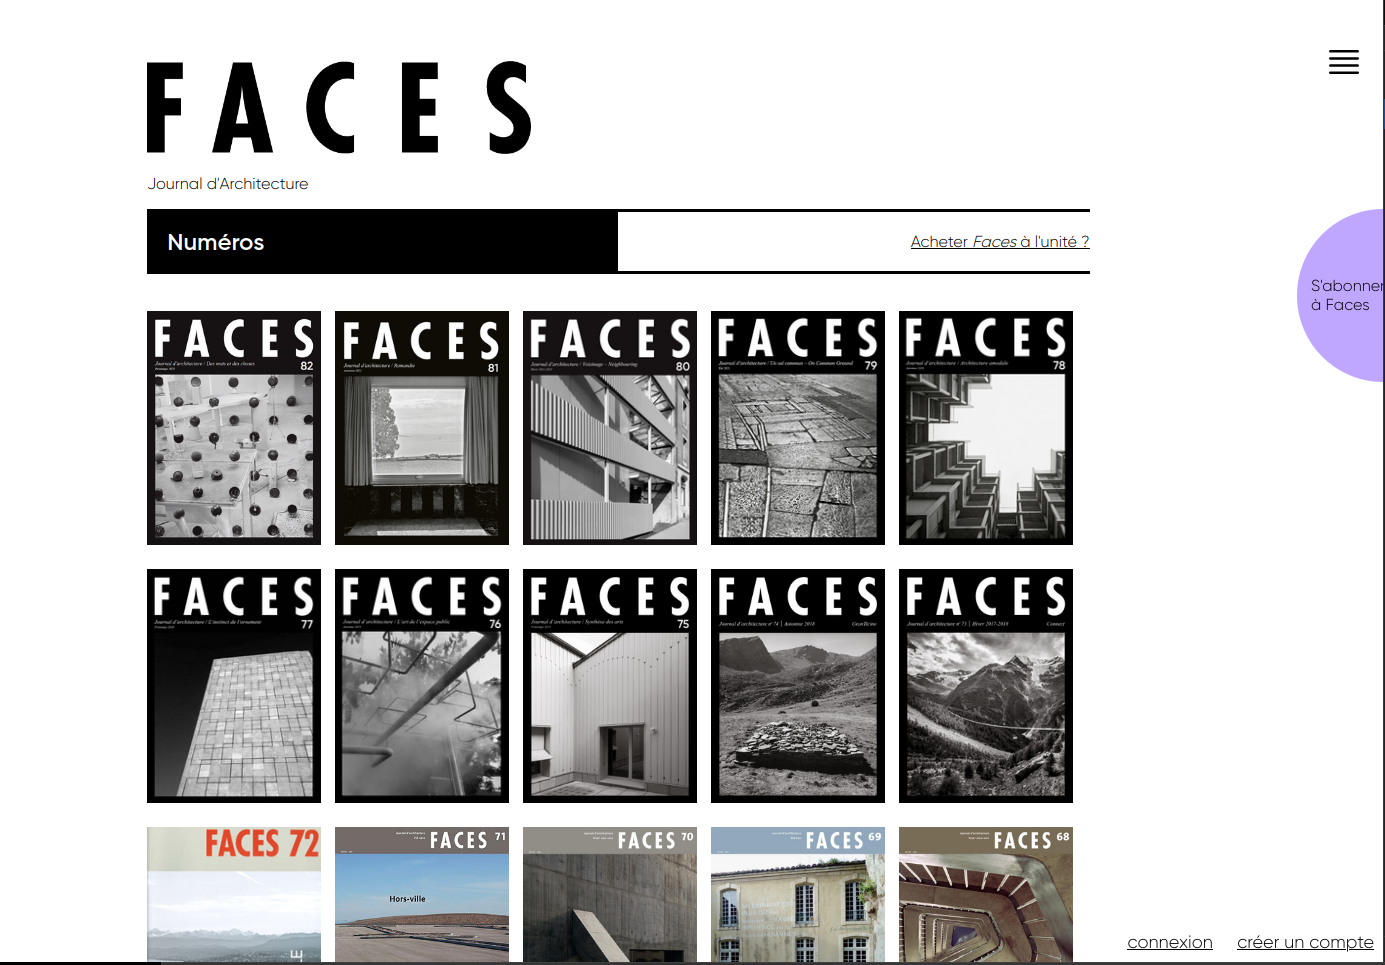 FACES
Journal d'Architecture
Numéros
Acheter Faces à l'unité ?
S'abonner
à Faces
FACES
Journal d'architecture / Des mots et des choses
82
FACES
Journal d'architecture / Romandie
81
FACES
Journal d'architecture / Voisinage – Neighbouring
80
FACES
Journal d'architecture / Un sol commun – On Common Ground
79
FACES
Journal d'architecture / Architecture amodale
78
FACES
Journal d'architecture / L'instinct de l'ornement
77
FACES
Journal d'architecture / L'art de l'espace public
76
FACES
Journal d'architecture / Synthèse des arts
75
FACES
Journal d'architecture nº 74 | Automne 2018
FACES
Journal d'architecture nº 73 | Hiver 2017-2018 Connect
FACES 72
FACES 71
Hors-ville
FACES 70
FACES 69
FACES 68
connexion
créer un compte